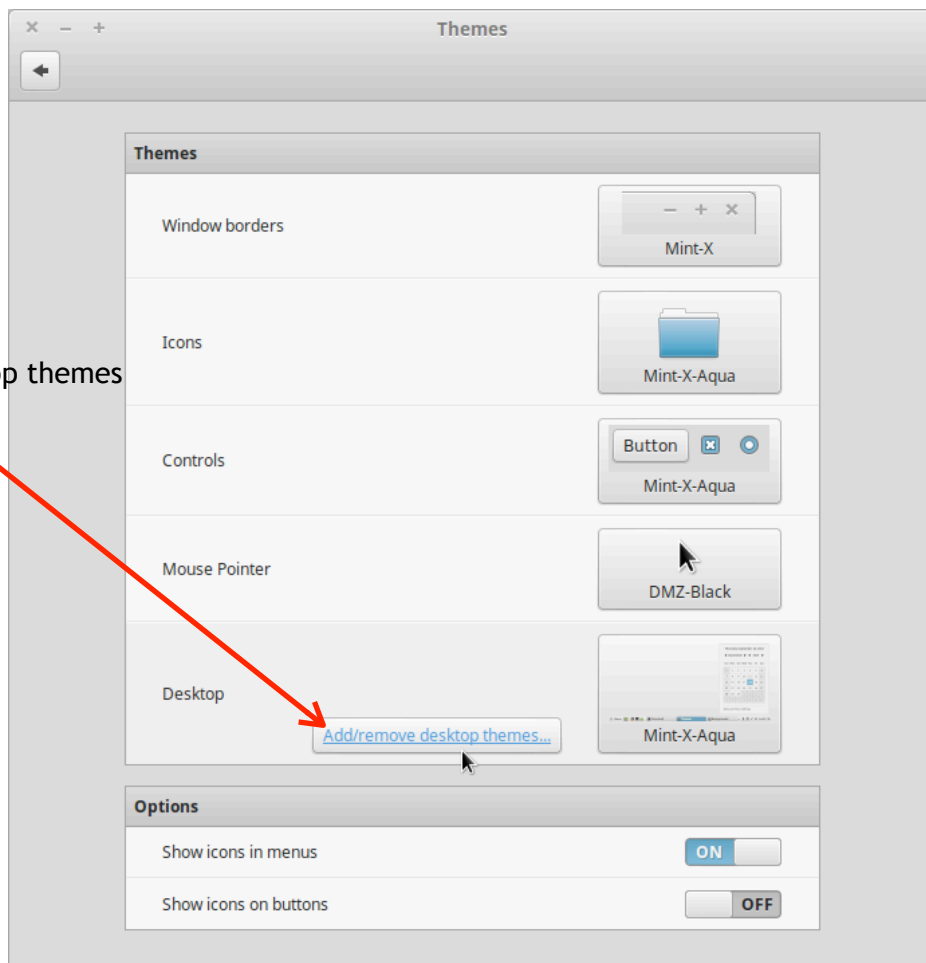 Themes
Themes
Window borders
Mint-X
Icons
Mint-X-Aqua
themes
Controls
Button
Mint-X-Aqua
Mouse Pointer
DMZ-Black
Desktop
Add/remove desktop themes...
Mint-X-Aqua
Options
Show icons in menus
ON
Show icons on buttons
OFF